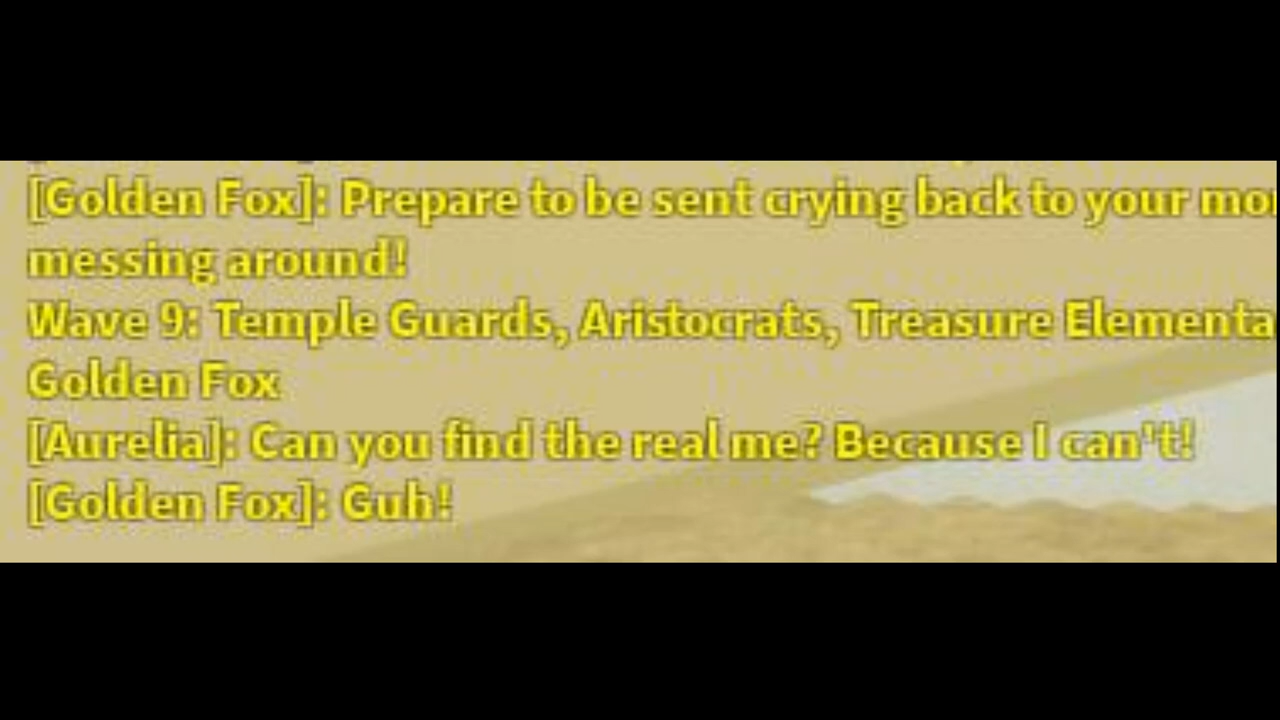 [Golden Fox]: Prepare to be sent crying back to your
messing around!
Wave 9: Temple Guards, Aristocrats, Treasure
Golden Fox
[Aurelia]: Can you find the real me? Because I can't!
[Golden Fox]: Guh!